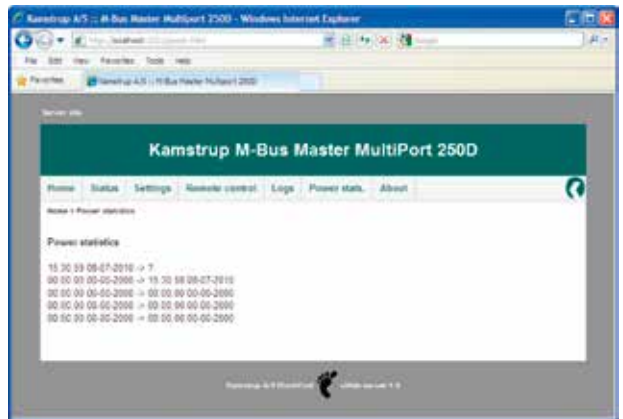 Kamstrup A/S :: M-Bus Master Multiport 250D - Windows Internet Explorer
File Edit View Favorites Tools Help
Favorites Kamstrup A/S :: M-Bus Master Multiport 250D
Server site
Kamstrup M-Bus Master MultiPort 250D
Home Status Settings Remote control Logs Power stats. About
Home > Power statistics
Power statistics
15:30:59 08-07-2010 -> ?
00:00:00 00-00-2000 -> 15:30:58 08-07-2010
00:00:00 00-00-2000 -> 00:00:00 00-00-2000
00:00:00 00-00-2000 -> 00:00:00 00-00-2000
00:00:00 00-00-2000 -> 00:00:00 00-00-2000
Kamstrup A/S